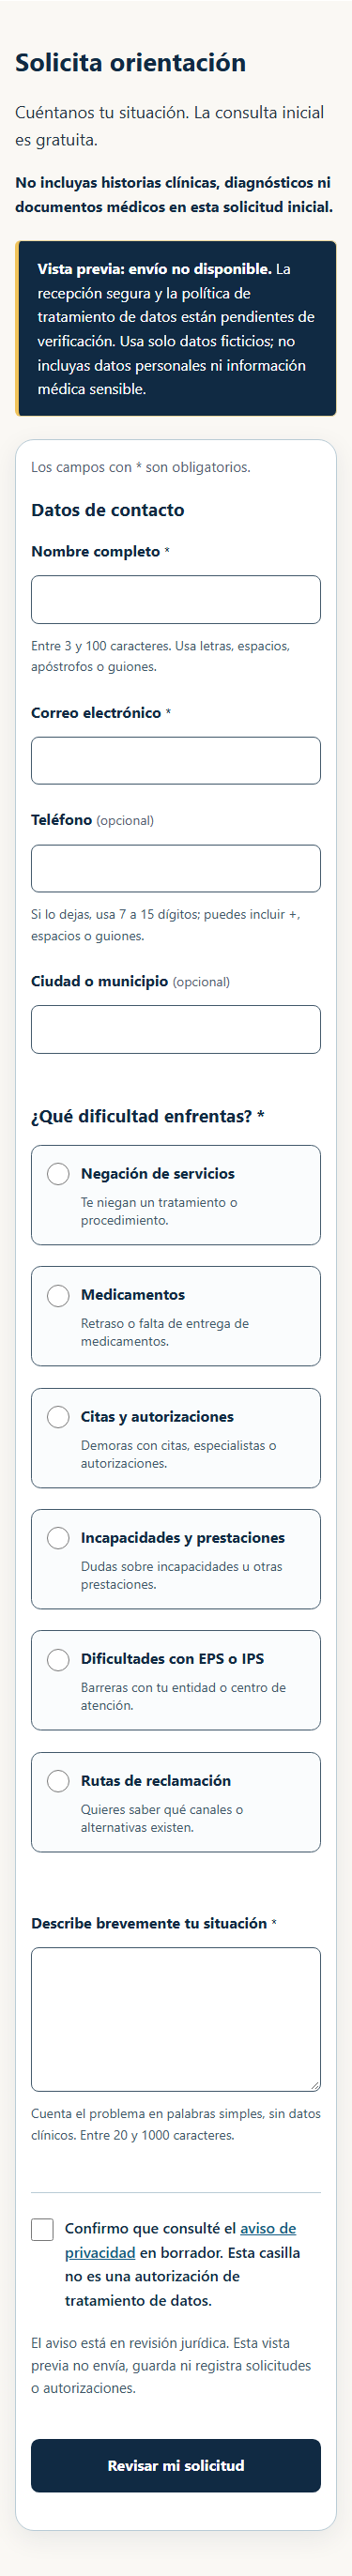 Solicita orientación
Cuéntanos tu situación. La consulta inicial
es gratuita.
No incluyas historias clínicas, diagnósticos ni
documentos médicos en esta solicitud inicial.
Vista previa: envío no disponible. La
recepción segura y la política de
tratamiento de datos están pendientes de
verificación. Usa solo datos ficticios; no
incluyas datos personales ni información
médica sensible.
Los campos con * son obligatorios.
Datos de contacto
Nombre completo *
Entre 3 y 100 caracteres. Usa letras, espacios,
apóstrofos o guiones.
Correo electrónico *
Teléfono (opcional)
Si lo dejas, usa 7 a 15 dígitos; puedes incluir +,
espacios o guiones.
Ciudad o municipio (opcional)
¿Qué dificultad enfrentas? *
Negación de servicios
Te niegan un tratamiento o
procedimiento.
Medicamentos
Retraso o falta de entrega de
medicamentos.
Citas y autorizaciones
Demoras con citas, especialistas o
autorizaciones.
Incapacidades y prestaciones
Dudas sobre incapacidades u otras
prestaciones.
Dificultades con EPS o IPS
Barreras con tu entidad o centro de
atención.
Rutas de reclamación
Quieres saber qué canales o
alternativas existen.
Describe brevemente tu situación *
Cuenta el problema en palabras simples, sin datos
clínicos. Entre 20 y 1000 caracteres.
Confirmo que consulté el aviso de
privacidad en borrador. Esta casilla
no es una autorización de
tratamiento de datos.
El aviso está en revisión jurídica. Esta vista
previa no envía, guarda ni registra solicitudes
o autorizaciones.
Revisar mi solicitud